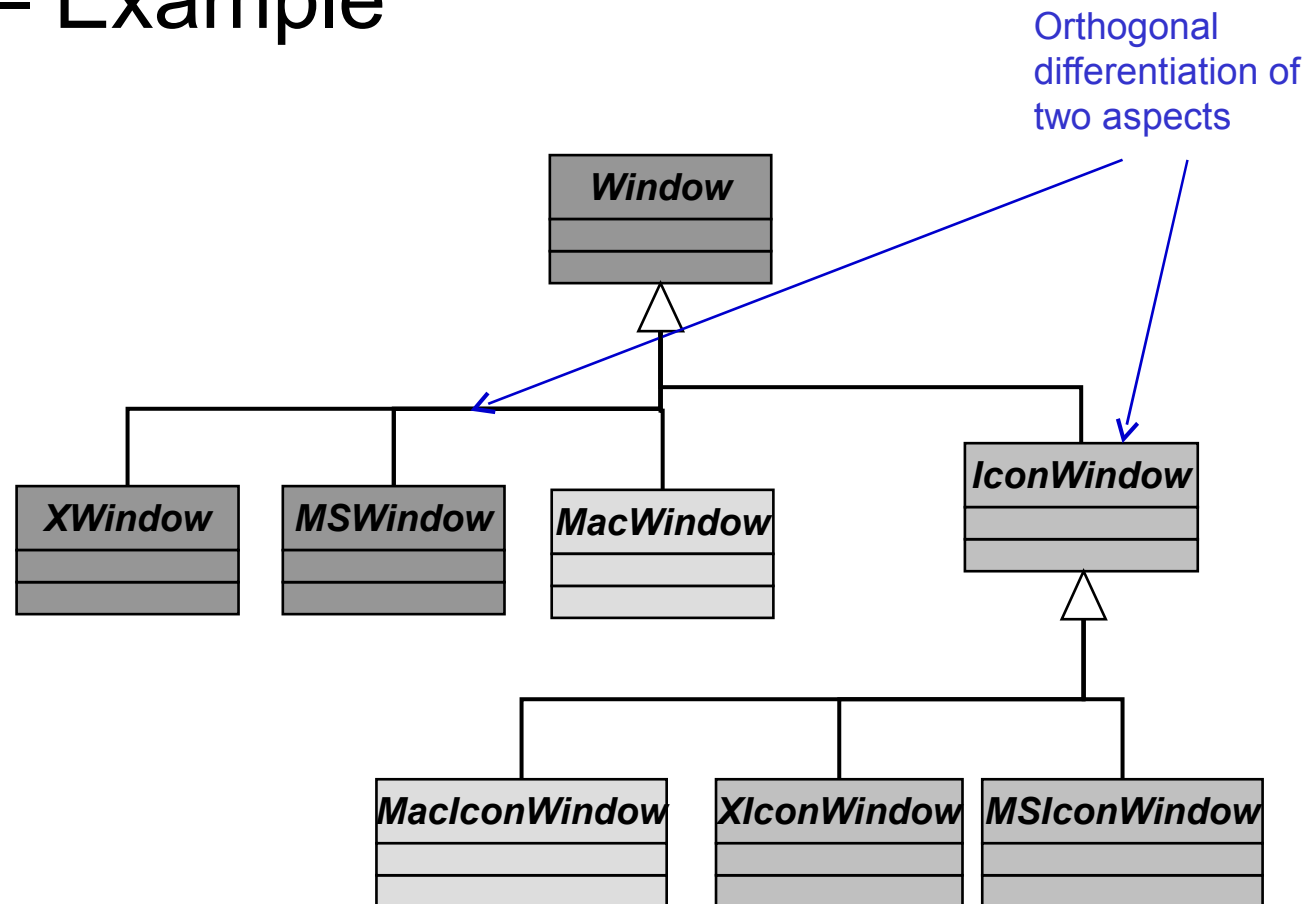 – Example
Orthogonal
differentiation of
two aspects
Window
IconWindow
XWindow
MSWindow
MacWindow
MacIconWindow
XIconWindow
MSIconWindow